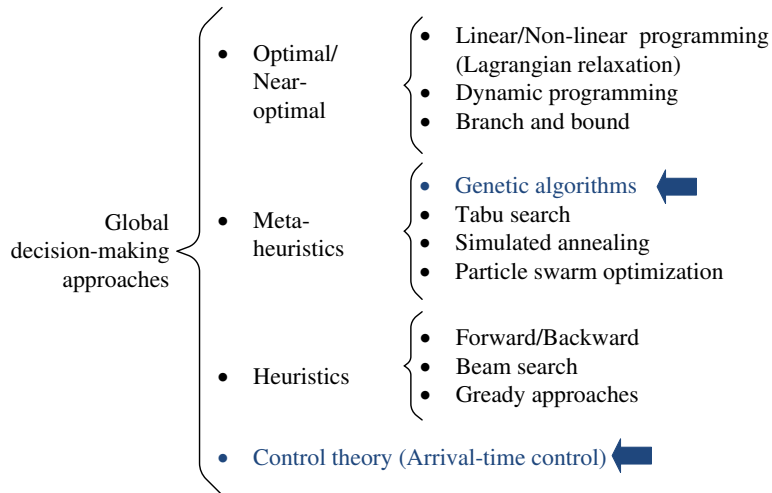 Global
decision-making
approaches
• Optimal/
Near-
optimal
• Linear/Non-linear programming
(Lagrangian relaxation)
• Dynamic programming
• Branch and bound
• Meta-
heuristics
• Genetic algorithms
• Tabu search
• Simulated annealing
• Particle swarm optimization
• Heuristics
• Forward/Backward
• Beam search
• Gready approaches
• Control theory (Arrival-time control)